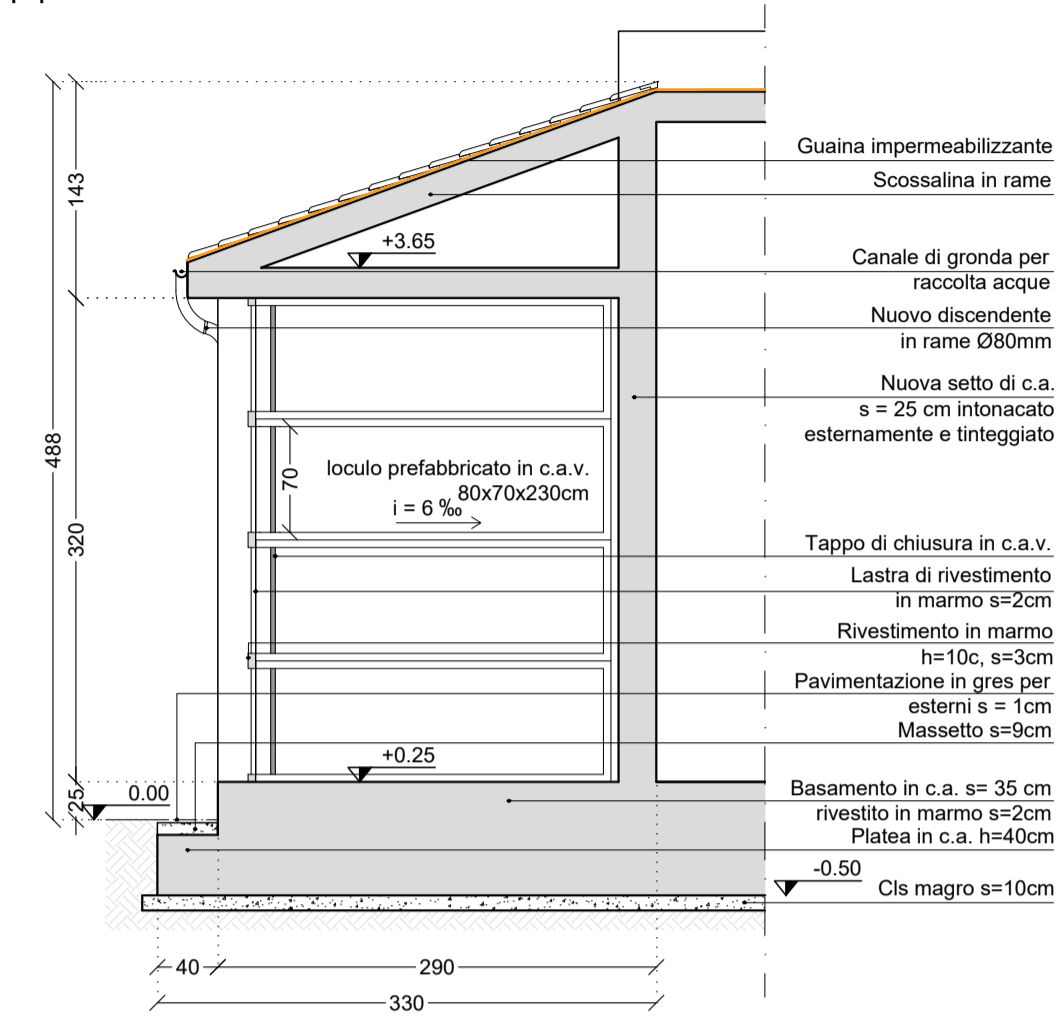 Guaina impermeabilizzante
Scossalina in rame
Canale di gronda per
raccolta acque
Nuovo discendente
in rame Ø80mm
Nuova setto di c.a.
s = 25 cm intonacato
esternamente e tinteggiato
Tappo di chiusura in c.a.v.
Lastra di rivestimento
in marmo s=2cm
Rivestimento in marmo
h=10c, s=3cm
Pavimentazione in gres per
esterni s = 1cm
Massetto s=9cm
Basamento in c.a. s= 35 cm
rivestito in marmo s=2cm
Platea in c.a. h=40cm
Cls magro s=10cm
+3.65
loculo prefabbricato in c.a.v.
80x70x230cm
i = 6 ‰
70
+0.25
0.00
-0.50
143
320
25
488
40
290
330